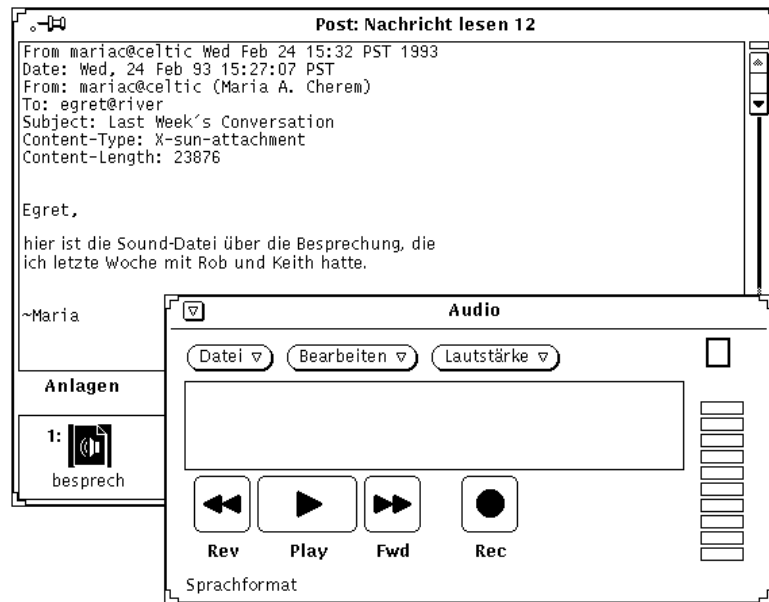 Post: Nachricht lesen 12
From mariac@celtic Wed Feb 24 15:32 PST 1993
Date: Wed, 24 Feb 93 15:27:07 PST
From: mariac@celtic (Maria A. Cherem)
To: egret@river
Subject: Last Week´s Conversation
Content-Type: X-sun-attachment
Content-Length: 23876
Egret,
hier ist die Sound-Datei über die Besprechung, die
ich letzte Woche mit Rob und Keith hatte.
~Maria
Anlagen
1:
besprech
Audio
Datei
Bearbeiten
Lautstärke
Rev
Play
Fwd
Rec
Sprachformat